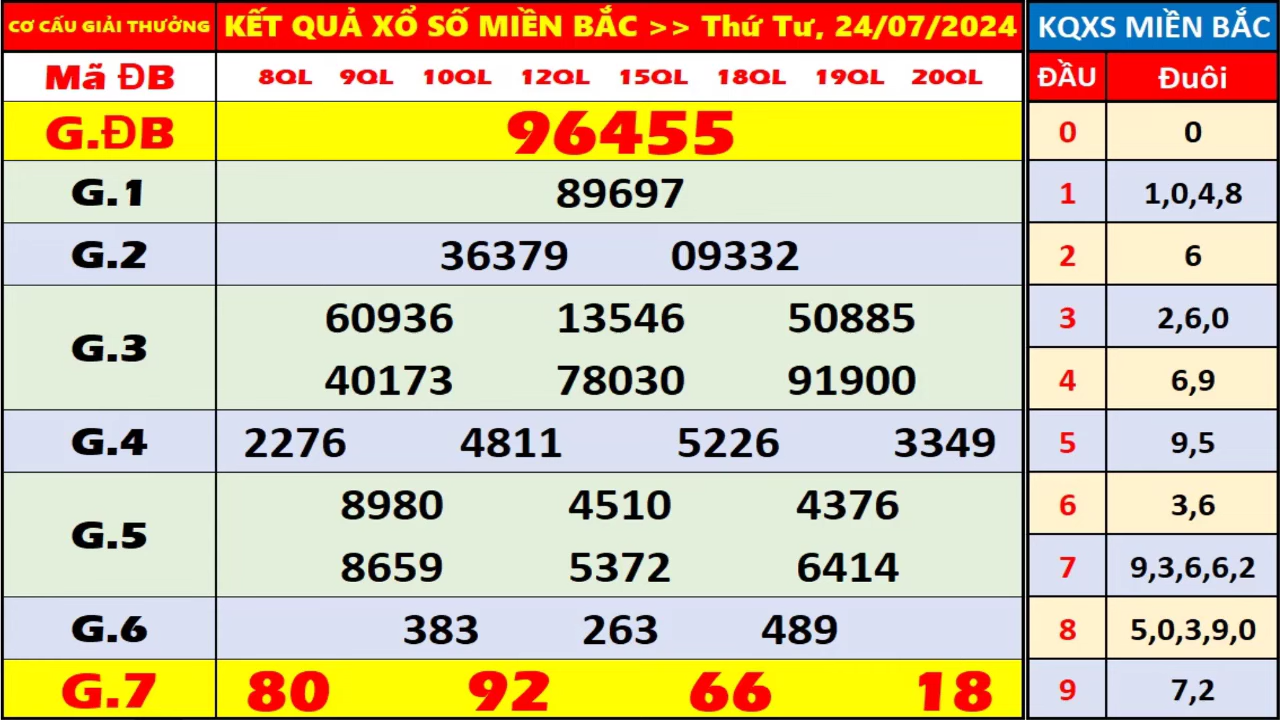 CƠ CẤU GIẢI THƯỞNG KẾT QUẢ XỔ SỐ MIỀN BẮC >> Thứ Tư, 24/07/2024
Mã ĐB 8QL 9QL 10QL 12QL 15QL 18QL 19QL 20QL
G.ĐB 96455
G.1 89697
G.2 36379 09332
G.3 60936 13546 50885
40173 78030 91900
G.4 2276 4811 5226 3349
G.5 8980 4510 4376
8659 5372 6414
G.6 383 263 489
G.7 80 92 66 18
KQXS MIỀN BẮC
ĐẦU Đuôi
0 0
1 1,0,4,8
2 6
3 2,6,0
4 6,9
5 9,5
6 3,6
7 9,3,6,6,2
8 5,0,3,9,0
9 7,2